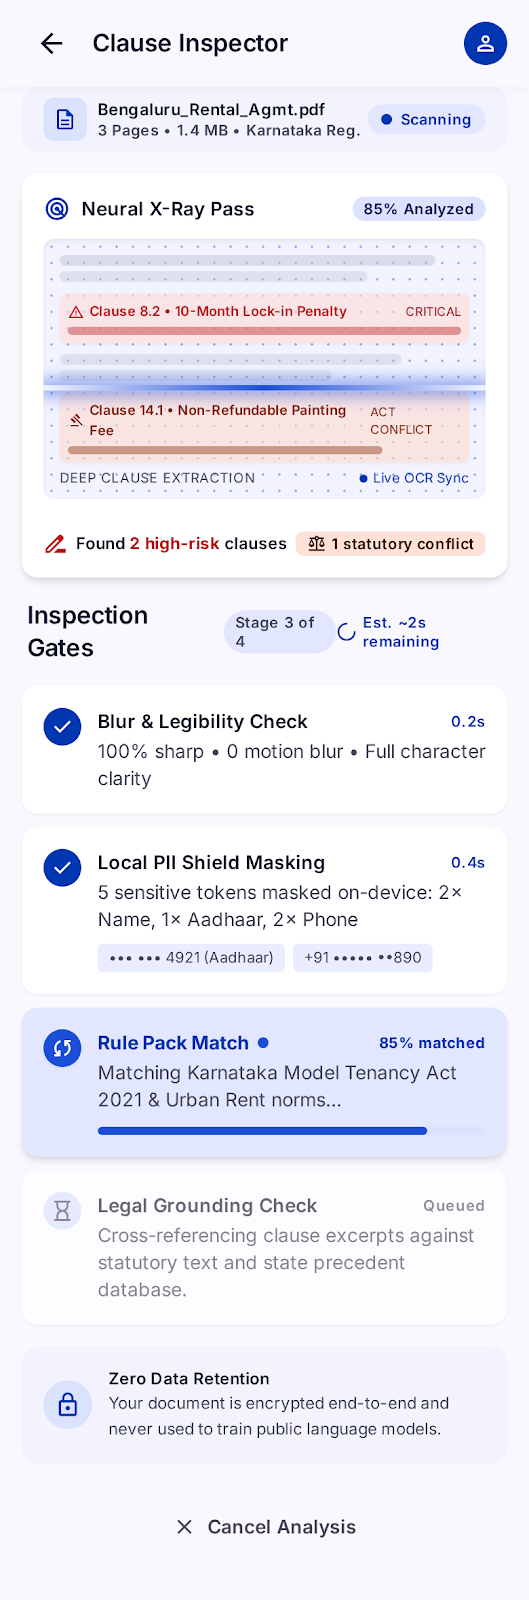 Clause Inspector
Bengaluru_Rental_Agmt.pdf
3 Pages • 1.4 MB • Karnataka Reg.
Scanning
Neural X-Ray Pass
85% Analyzed
Clause 8.2 • 10-Month Lock-in Penalty
CRITICAL
Clause 14.1 • Non-Refundable Painting
Fee
ACT
CONFLICT
DEEP CLAUSE EXTRACTION
Live OCR Sync
Found 2 high-risk clauses
1 statutory conflict
Inspection
Gates
Stage 3 of
4
Est. ~2s
remaining
Blur & Legibility Check
0.2s
100% sharp • 0 motion blur • Full character
clarity
Local PII Shield Masking
0.4s
5 sensitive tokens masked on-device: 2×
Name, 1× Aadhaar, 2× Phone
••• ••• 4921 (Aadhaar)
+91 ••••• ••890
Rule Pack Match
85% matched
Matching Karnataka Model Tenancy Act
2021 & Urban Rent norms...
Legal Grounding Check
Queued
Cross-referencing clause excerpts against
statutory text and state precedent
database.
Zero Data Retention
Your document is encrypted end-to-end and
never used to train public language models.
Cancel Analysis